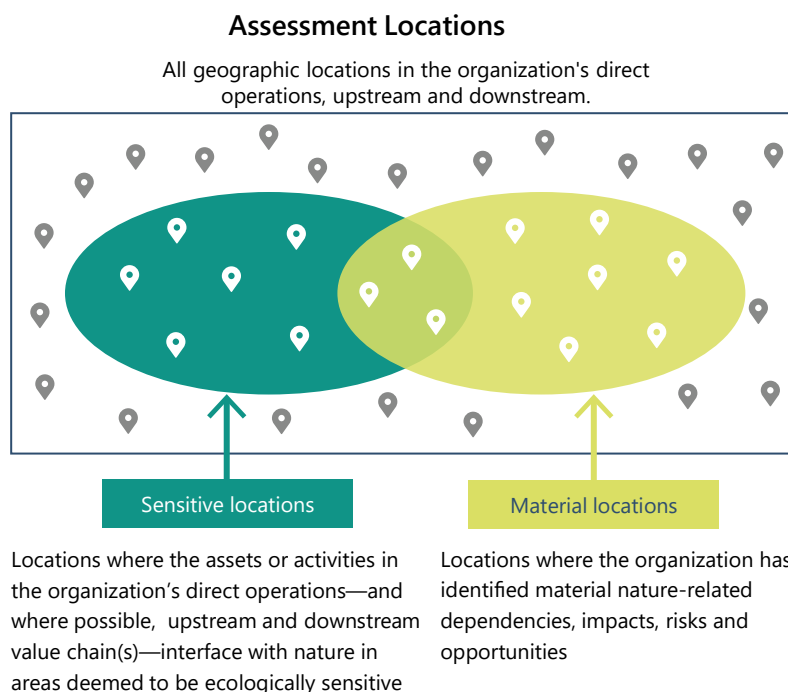 Assessment Locations
All geographic locations in the organization's direct
operations, upstream and downstream.
Sensitive locations
Material locations
Locations where the assets or activities in
the organization’s direct operations—and
where possible,  upstream and downstream
value chain(s)—interface with nature in
areas deemed to be ecologically sensitive
Locations where the organization has
identified material nature-related
dependencies, impacts, risks and
opportunities